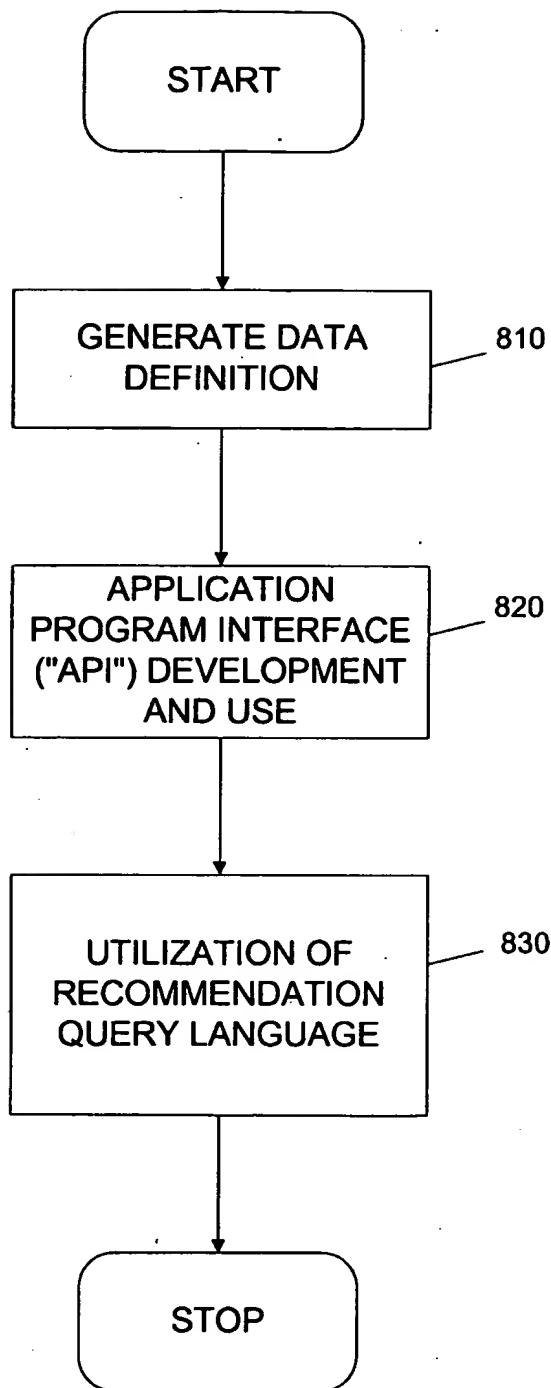 START
GENERATE DATA
DEFINITION
810
APPLICATION
PROGRAM INTERFACE
("API") DEVELOPMENT
AND USE
820
UTILIZATION OF
RECOMMENDATION
QUERY LANGUAGE
830
STOP